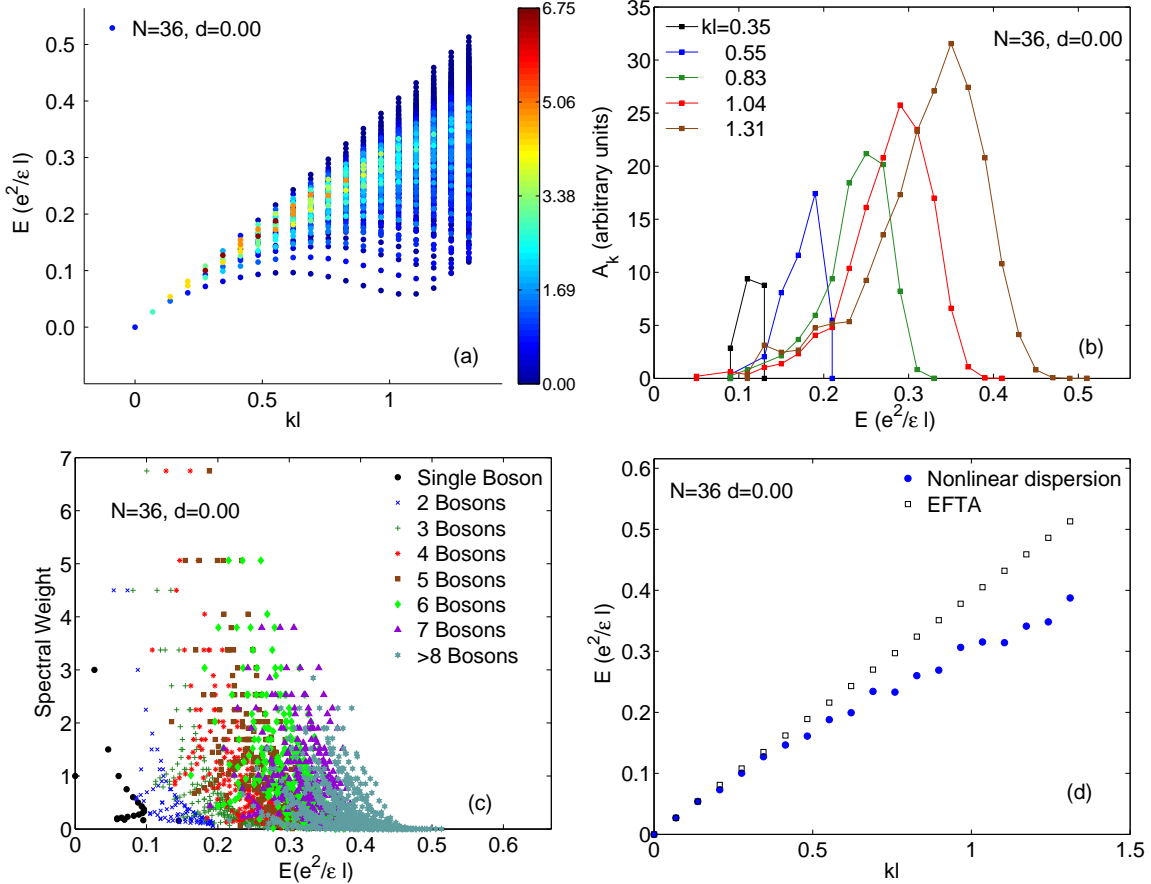 N=36, d=0.00
E (e²/ε l)
0.5
0.4
0.3
0.2
0.1
0.0
0
0.5
1
kl
(a)
6.75
5.06
3.38
1.69
0.00
A_k (arbitrary units)
35
30
25
20
15
10
5
0
kl=0.35
0.55
0.83
1.04
1.31
N=36, d=0.00
(b)
0.1
0.2
0.3
0.4
0.5
E (e²/ε l)
Spectral Weight
7
6
5
4
3
2
1
0
N=36, d=0.00
Single Boson
2 Bosons
3 Bosons
4 Bosons
5 Bosons
6 Bosons
7 Bosons
>8 Bosons
(c)
0
0.1
0.2
0.3
0.4
0.5
0.6
E(e²/ε l)
E (e²/ε l)
0.6
0.5
0.4
0.3
0.2
0.1
0
N=36 d=0.00
Nonlinear dispersion
EFTA
(d)
0
0.5
1
1.5
kl